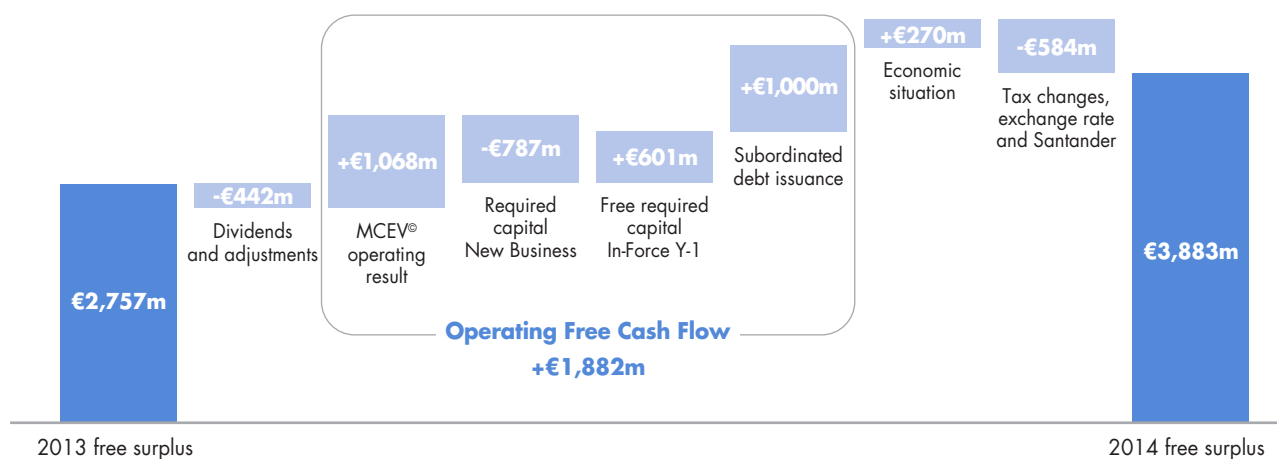 +€270m
-€584m
Economic
situation
Tax changes,
exchange rate
and Santander
+€1,000m
Subordinated
debt issuance
+€1,068m
MCEV©
operating
result
-€787m
Required
capital
New Business
+€601m
Free required
capital
In-Force Y-1
-€442m
Dividends
and adjustments
€2,757m
€3,883m
Operating Free Cash Flow
+€1,882m
2013 free surplus
2014 free surplus